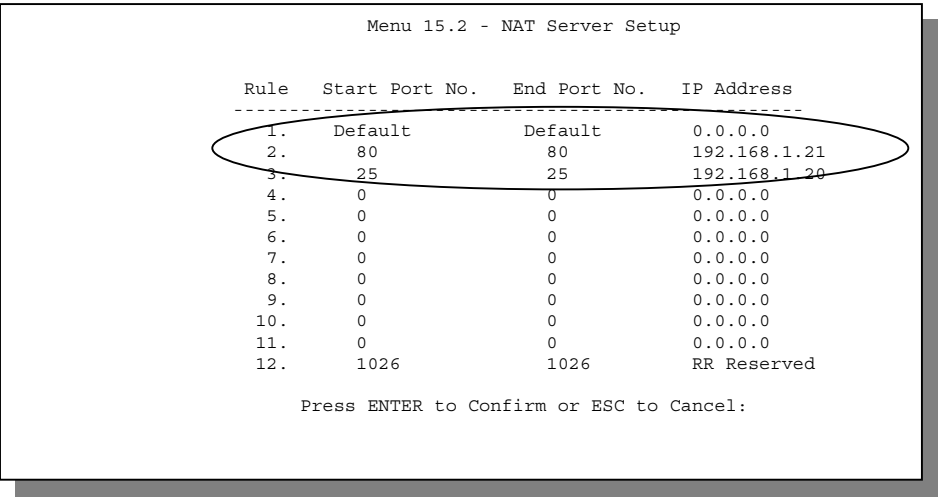 Menu 15.2 - NAT Server Setup
Rule Start Port No. End Port No. IP Address
---------------------------------------------------------
1. Default Default 0.0.0.0
2. 80 80 192.168.1.21
3. 25 25 192.168.1.20
4. 0 0 0.0.0.0
5. 0 0 0.0.0.0
6. 0 0 0.0.0.0
7. 0 0 0.0.0.0
8. 0 0 0.0.0.0
9. 0 0 0.0.0.0
10. 0 0 0.0.0.0
11. 0 0 0.0.0.0
12. 1026 1026 RR Reserved
Press ENTER to Confirm or ESC to Cancel: